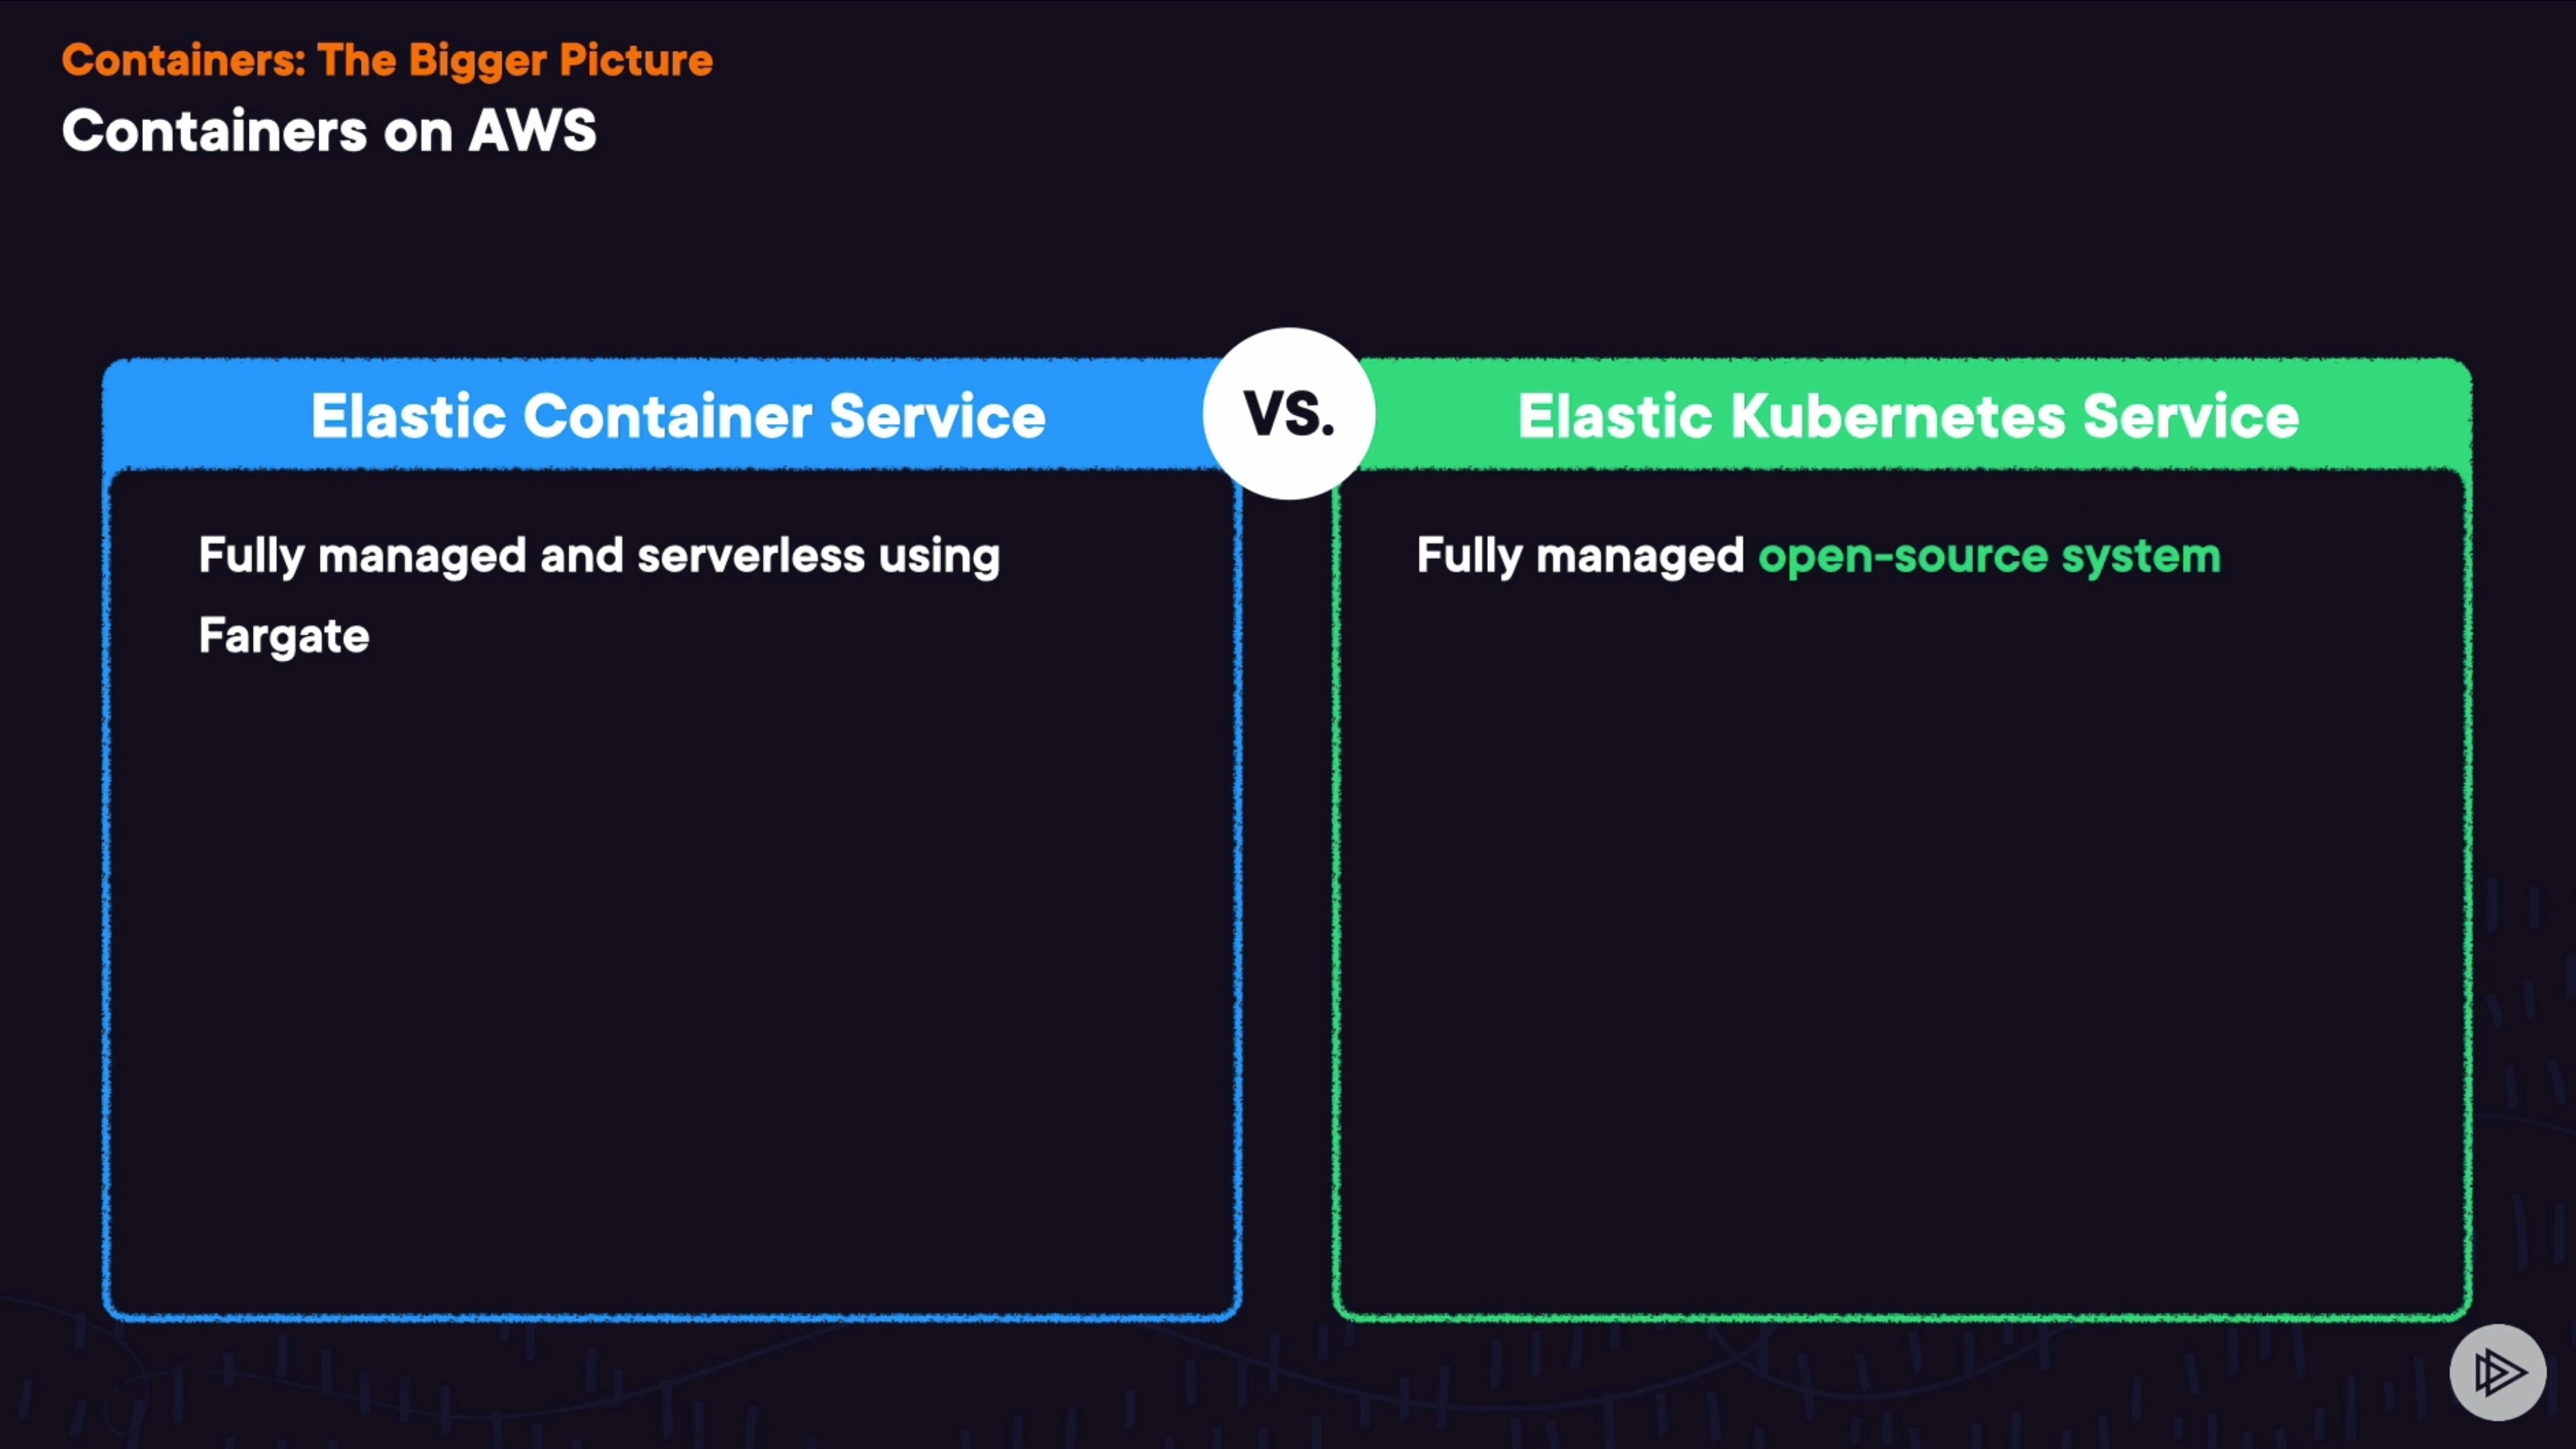 Containers: The Bigger Picture
Containers on AWS
Elastic Container Service
VS.
Elastic Kubernetes Service
Fully managed and serverless using
Fargate
Fully managed open-source system